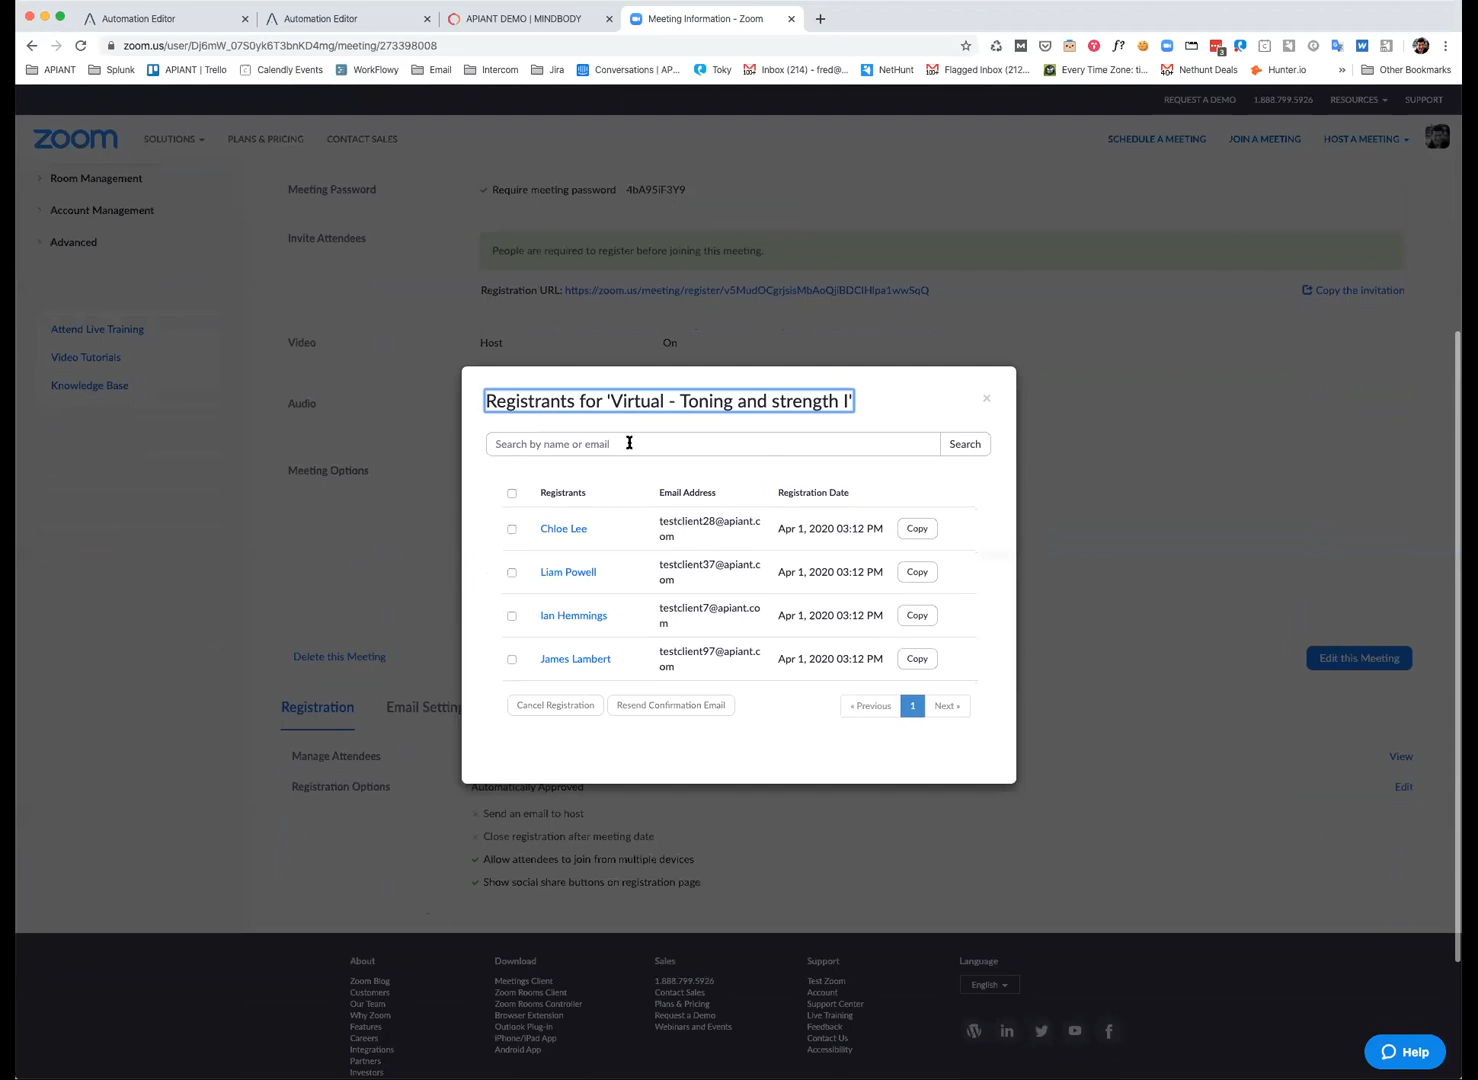 Automation Editor
Automation Editor
APIANT DEMO | MINDBODY
Meeting Information - Zoom
zoom.us/user/Dj6mW_07S0yk6T3bnKD4mg/meeting/273398008
APIANT
Splunk
APIANT | Trello
Calendly Events
WorkFlowy
Email
Intercom
Jira
Conversations | AP...
Toky
Inbox (214) - fred@...
NetHunt
Flagged Inbox (212...
Every Time Zone: ti...
Nethunt Deals
Hunter.io
»
Other Bookmarks
REQUEST A DEMO
1.888.799.5926
RESOURCES
SUPPORT
zoom
SOLUTIONS
PLANS & PRICING
CONTACT SALES
SCHEDULE A MEETING
JOIN A MEETING
HOST A MEETING
Room Management
Account Management
Advanced
Attend Live Training
Video Tutorials
Knowledge Base
Meeting Password
Require meeting password 4bA95iF3Y9
Invite Attendees
People are required to register before joining this meeting.
Registration URL: https://zoom.us/meeting/register/v5MudOCgrjsisMbAoQjiBDClHlpa1wwSqQ
Copy the invitation
Video
Host
On
Audio
Meeting Options
Registrants for 'Virtual - Toning and strength I'
×
Search by name or email
Search
Registrants
Email Address
Registration Date
Chloe Lee
testclient28@apiant.c
om
Apr 1, 2020 03:12 PM
Copy
Liam Powell
testclient37@apiant.c
om
Apr 1, 2020 03:12 PM
Copy
Ian Hemmings
testclient7@apiant.co
m
Apr 1, 2020 03:12 PM
Copy
James Lambert
testclient97@apiant.c
om
Apr 1, 2020 03:12 PM
Copy
Cancel Registration
Resend Confirmation Email
« Previous
1
Next »
Delete this Meeting
Edit this Meeting
Registration
Email Setting
Manage Attendees
View
Registration Options
Automatically Approved
Edit
Send an email to host
Close registration after meeting date
Allow attendees to join from multiple devices
Show social share buttons on registration page
About
Zoom Blog
Customers
Our Team
Why Zoom
Features
Careers
Integrations
Partners
Investors
Download
Meetings Client
Zoom Rooms Client
Browser Extension
Outlook Plug-in
iPhone/iPad App
Android App
Sales
1.888.799.5926
Contact Sales
Plans & Pricing
Request a Demo
Webinars and Events
Support
Test Zoom
Account
Support Center
Live Training
Feedback
Contact Us
Accessibility
Language
English
Help